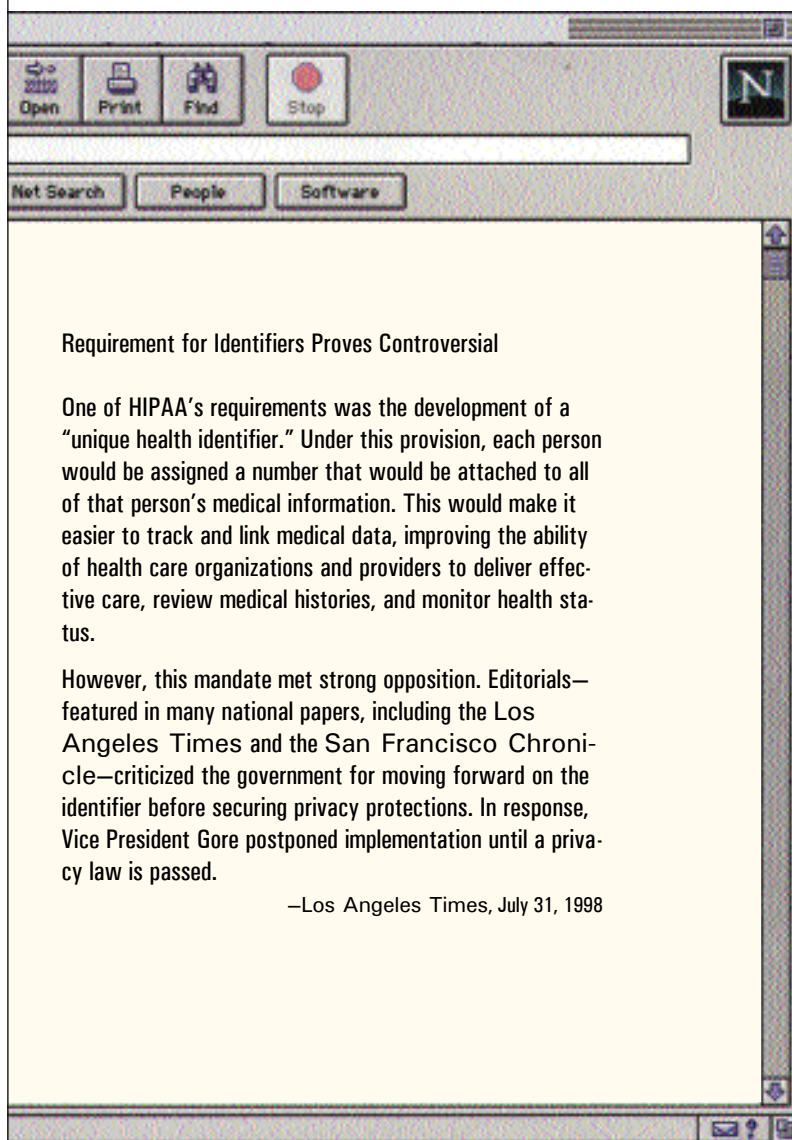 Open Print Find Stop N
Net Search People Software
Requirement for Identifiers Proves Controversial
One of HIPAA’s requirements was the development of a
“unique health identifier.” Under this provision, each person
would be assigned a number that would be attached to all
of that person’s medical information. This would make it
easier to track and link medical data, improving the ability
of health care organizations and providers to deliver effec-
tive care, review medical histories, and monitor health sta-
tus.
However, this mandate met strong opposition. Editorials—
featured in many national papers, including the Los
Angeles Times and the San Francisco Chroni-
cle—criticized the government for moving forward on the
identifier before securing privacy protections. In response,
Vice President Gore postponed implementation until a priva-
cy law is passed.
—Los Angeles Times, July 31, 1998
?